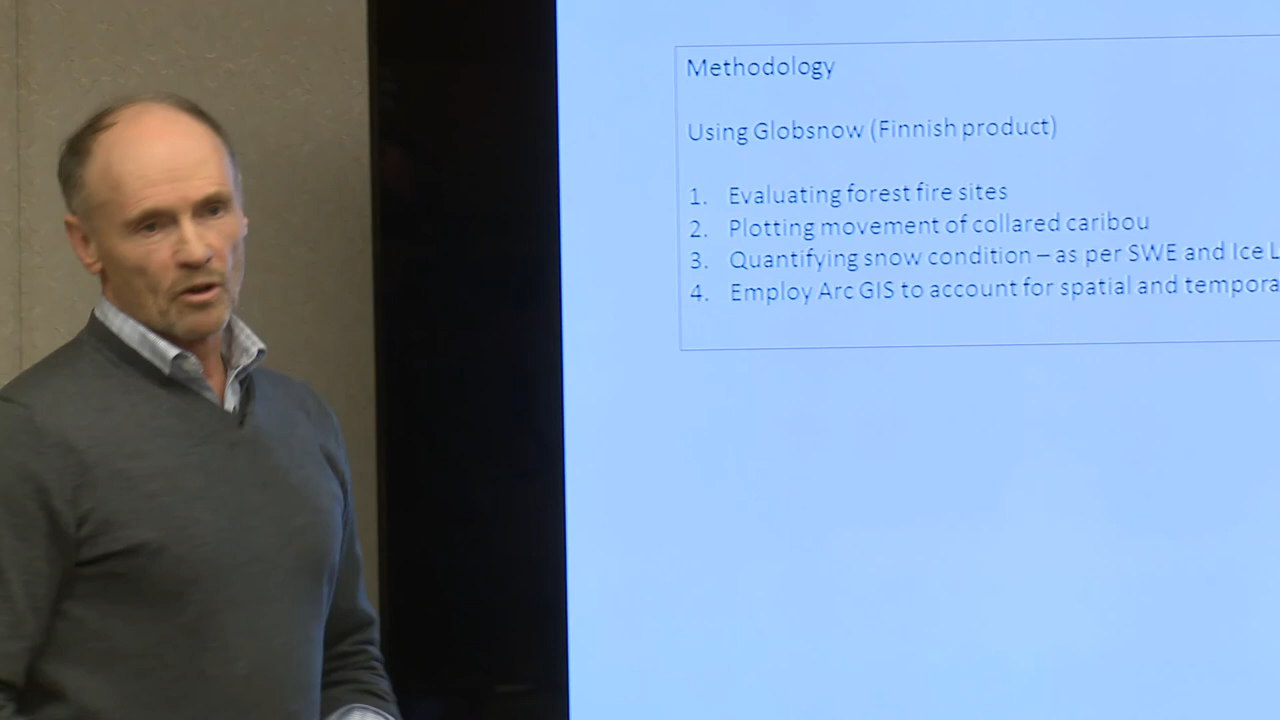 Methodology
Using Globsnow (Finnish product)
1. Evaluating forest fire sites
2. Plotting movement of collared caribou
3. Quantifying snow condition – as per SWE and Ice
4. Employ Arc GIS to account for spatial and